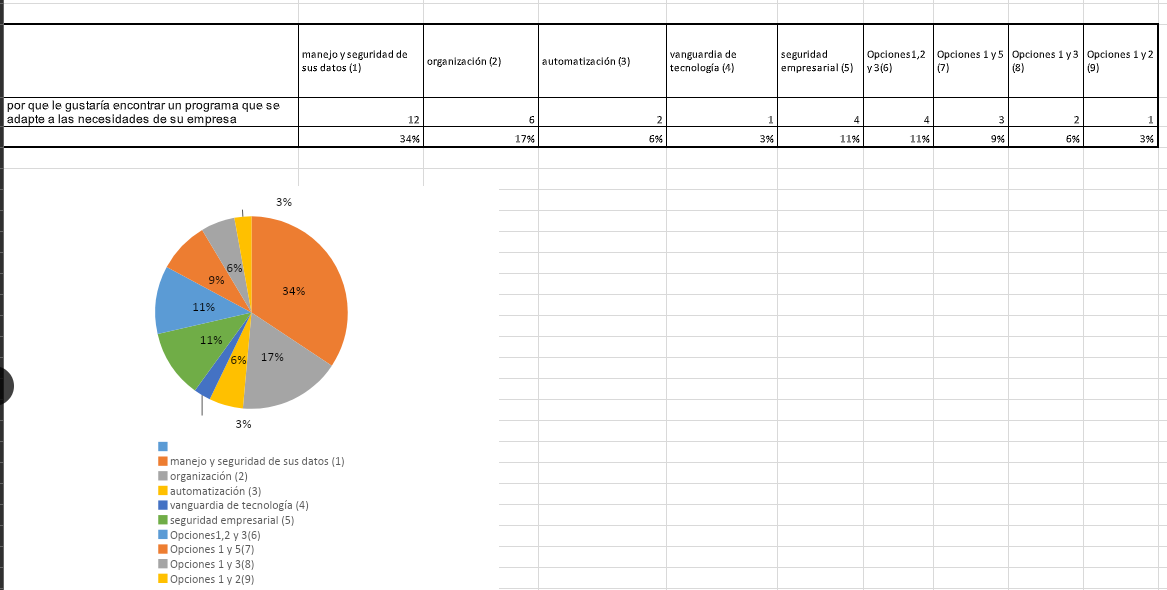 manejo y seguridad de
sus datos (1)
organización (2)
automatización (3)
vanguardia de
tecnología (4)
seguridad
empresarial (5)
Opciones1,2
y 3(6)
Opciones 1 y 5
(7)
Opciones 1 y 3
(8)
Opciones 1 y 2
(9)
por que le gustaría encontrar un programa que se
adapte a las necesidades de su empresa
12 6 2 1 4 4 3 2 1
34% 17% 6% 3% 11% 11% 9% 6% 3%
3%
6%
9%
34%
11%
11%
6%
17%
3%
manejo y seguridad de sus datos (1)
organización (2)
automatización (3)
vanguardia de tecnología (4)
seguridad empresarial (5)
Opciones1,2 y 3(6)
Opciones 1 y 5(7)
Opciones 1 y 3(8)
Opciones 1 y 2(9)